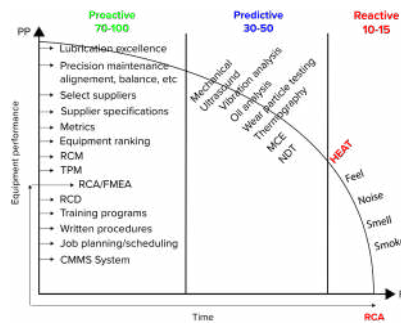 Proactive
70-100
Predictive
30-50
Reactive
10-15
PP
Lubrication excellence
Precision maintenance
alignement, balance, etc
Select suppliers
Supplier specifications
Metrics
Equipment ranking
RCM
TPM
RCA/FMEA
RCD
Training programs
Written procedures
Job planning/scheduling
CMMS System
Mechanical
Ultrasound
Vibration analysis
Oil analysis
Wear particle testing
Thermography
MCE
NDT
HEAT
Feel
Noise
Smell
Smok
Equipment performance
Time
RCA